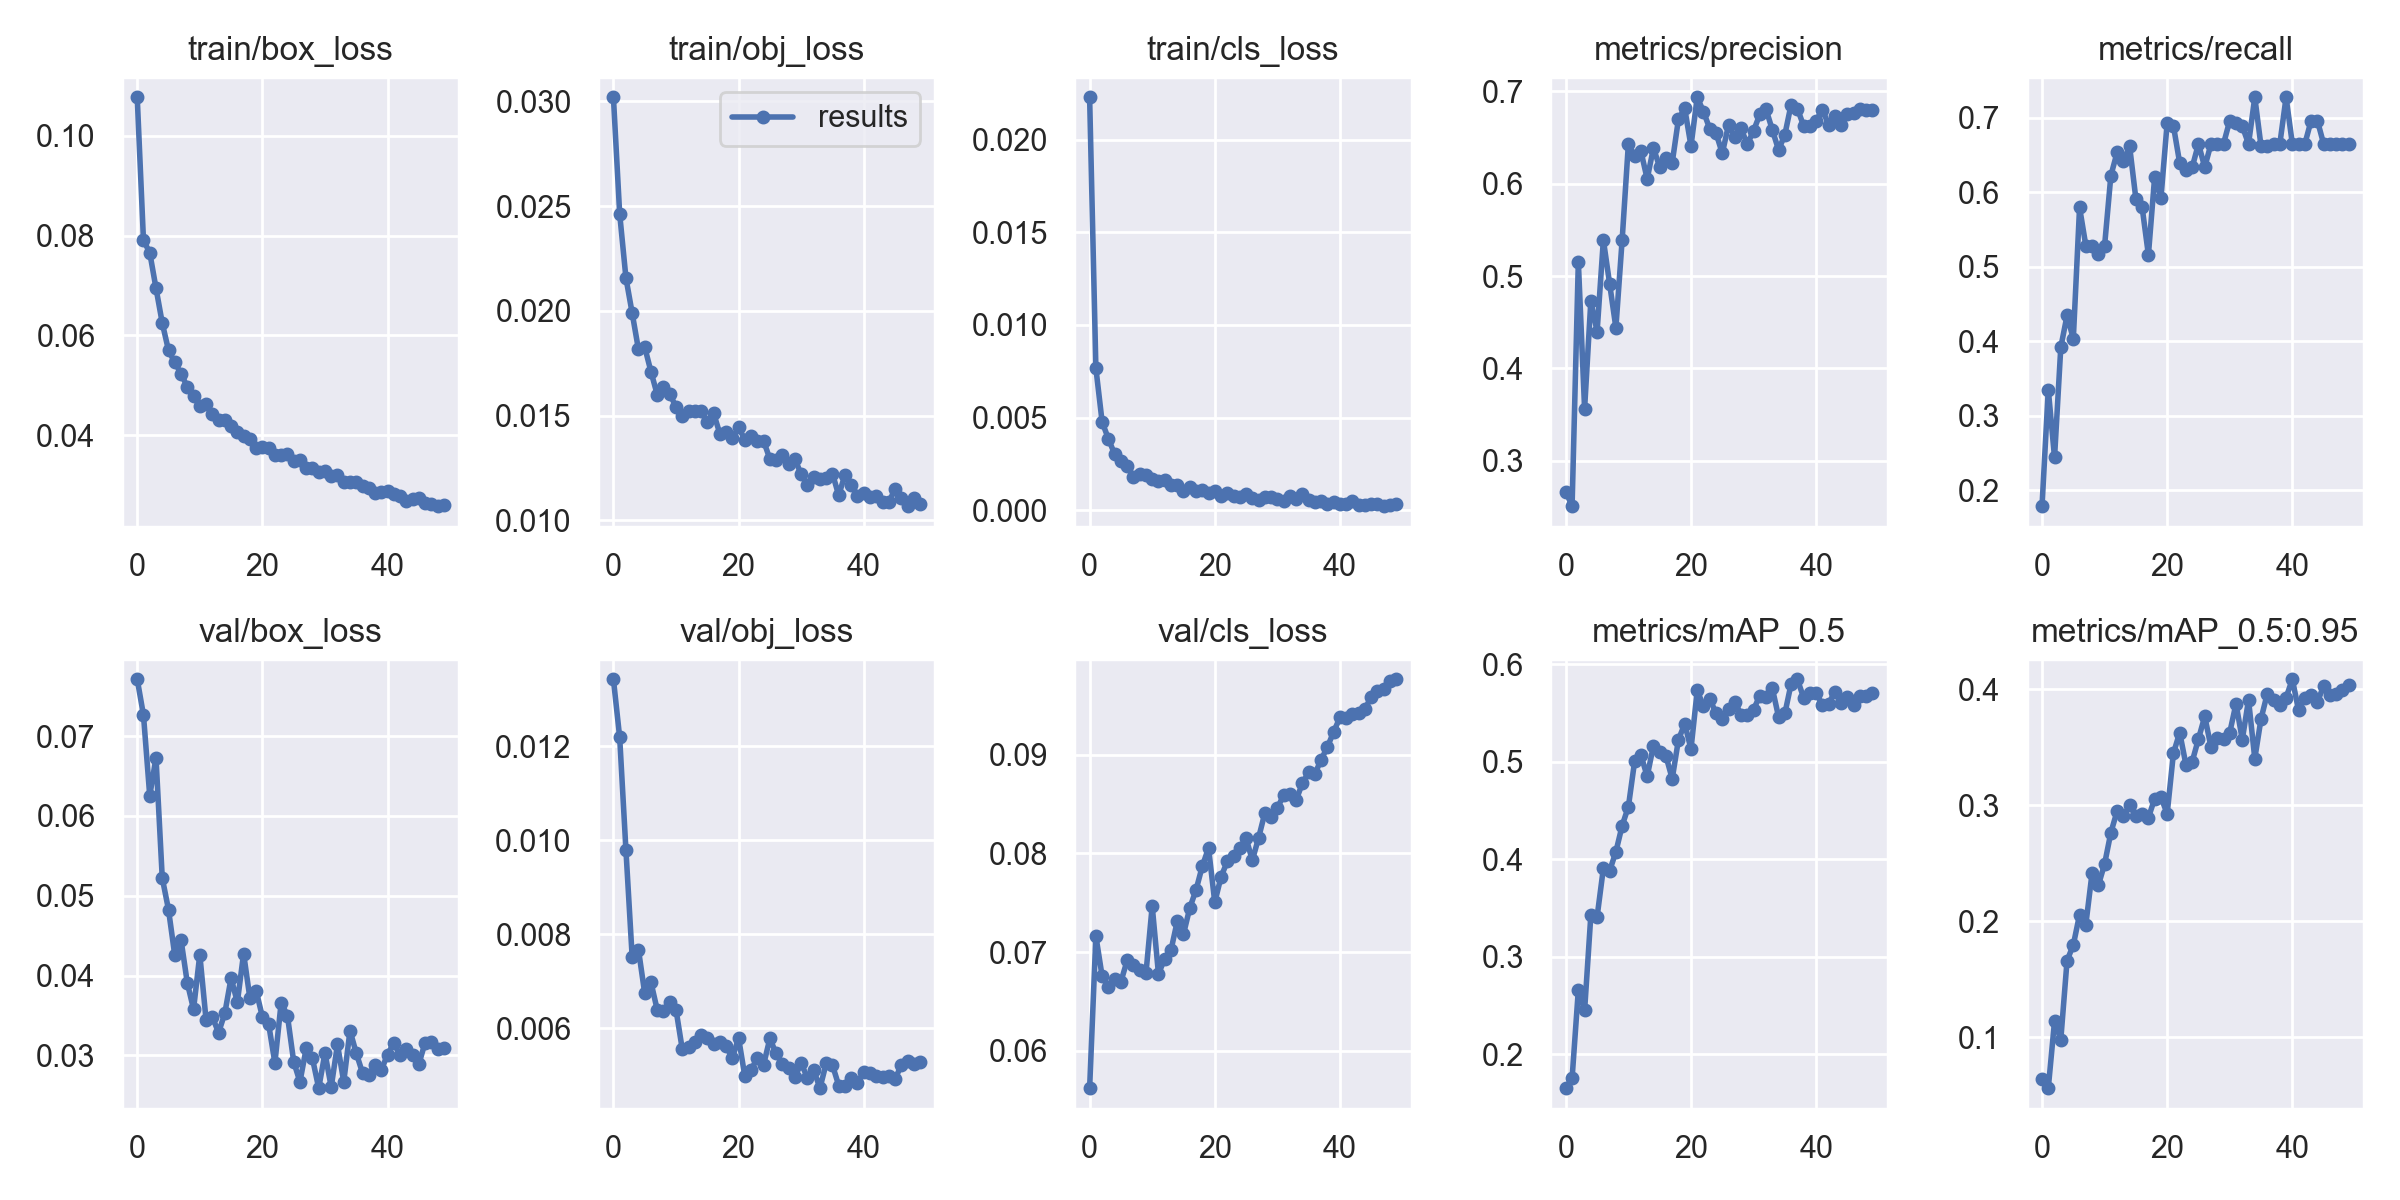 train/box_loss
0.10
0.08
0.06
0.04
0 20 40
train/obj_loss
results
0.030
0.025
0.020
0.015
0.010
0 20 40
train/cls_loss
0.020
0.015
0.010
0.005
0.000
0 20 40
metrics/precision
0.7
0.6
0.5
0.4
0.3
0 20 40
metrics/recall
0.7
0.6
0.5
0.4
0.3
0.2
0 20 40
val/box_loss
0.07
0.06
0.05
0.04
0.03
0 20 40
val/obj_loss
0.012
0.010
0.008
0.006
0 20 40
val/cls_loss
0.09
0.08
0.07
0.06
0 20 40
metrics/mAP_0.5
0.6
0.5
0.4
0.3
0.2
0 20 40
metrics/mAP_0.5:0.95
0.4
0.3
0.2
0.1
0 20 40